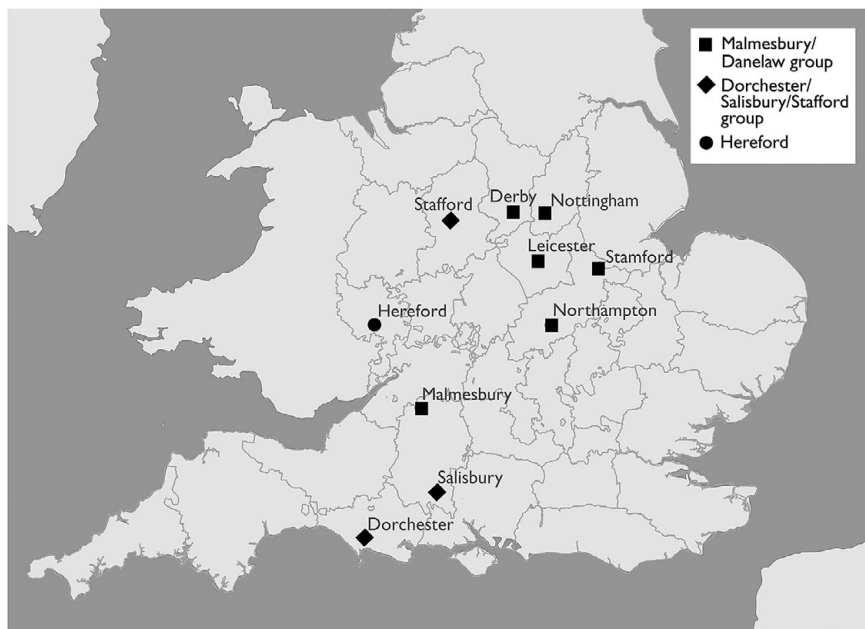 Malmesbury/
Danelaw group
Dorchester/
Salisbury/Stafford
group
Hereford
Derby
Nottingham
Stafford
Leicester
Stamford
Hereford
Northampton
Malmesbury
Salisbury
Dorchester